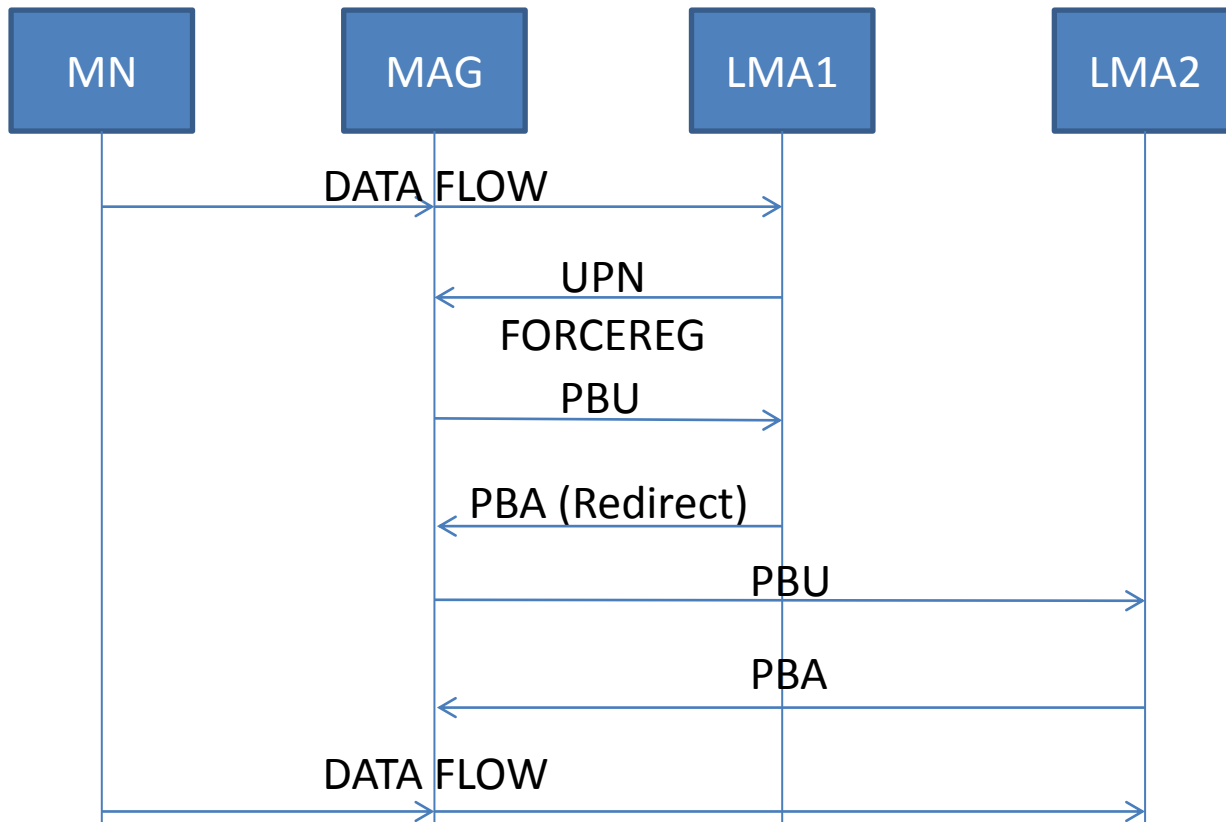 MN
MAG
LMA1
LMA2
DATA FLOW
UPN
FORCEREG
PBU
PBA (Redirect)
PBU
PBA
DATA FLOW